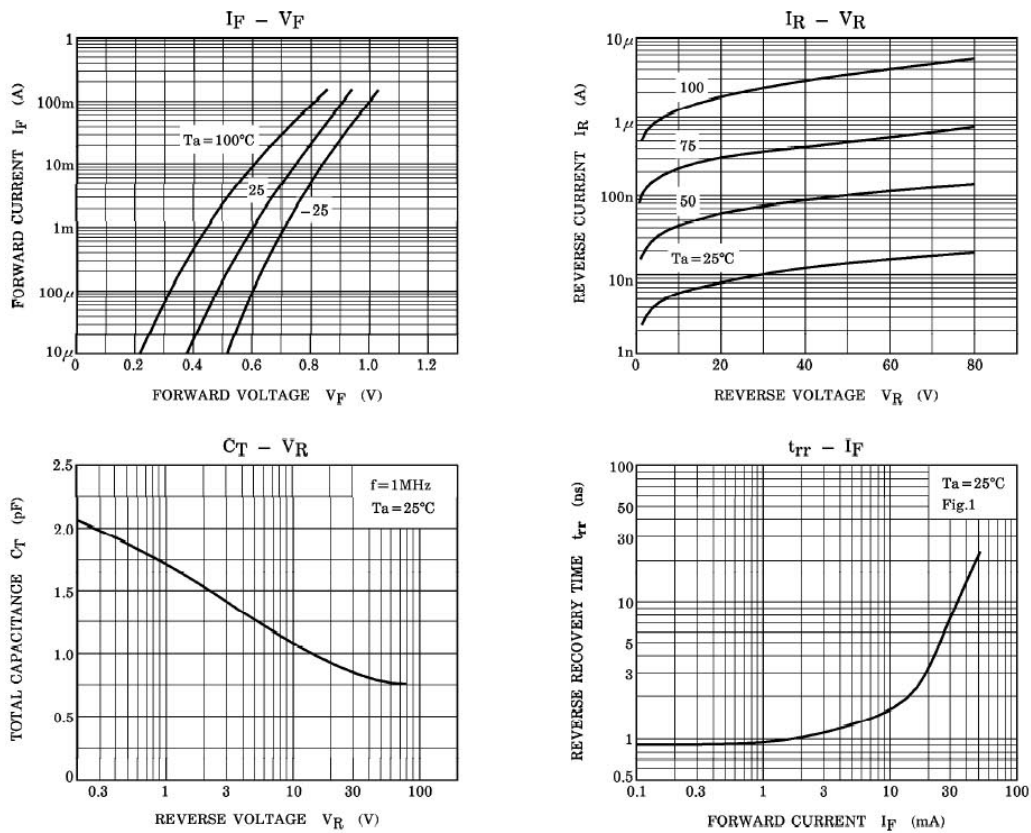 IF – VF
FORWARD CURRENT IF (A)
1
100m
10m
1m
100μ
10μ
Ta=100°C
25
−25
0
0.2
0.4
0.6
0.8
1.0
1.2
FORWARD VOLTAGE VF (V)
IR – VR
REVERSE CURRENT IR (A)
10μ
1μ
100n
10n
1n
100
75
50
Ta=25°C
0
20
40
60
80
REVERSE VOLTAGE VR (V)
CT – VR
TOTAL CAPACITANCE CT (pF)
2.5
2.0
1.5
1.0
0.5
0
f=1MHz
Ta=25°C
0.3
1
3
10
30
100
REVERSE VOLTAGE VR (V)
trr – IF
REVERSE RECOVERY TIME trr (ns)
100
50
30
10
5
3
1
0.5
Ta=25°C
Fig.1
0.1
0.3
1
3
10
30
100
FORWARD CURRENT IF (mA)